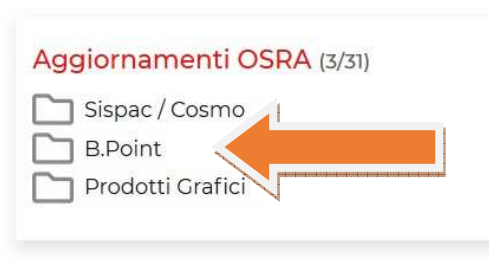 Aggiornamenti OSRA (3/31)
Sispac / Cosmo
B.Point
Prodotti Grafici